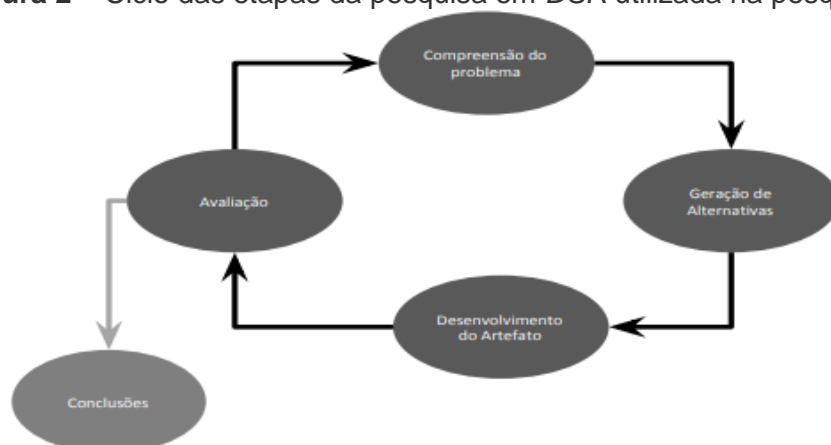 Ciclo das etapas da pesquisa em DSR utilizada na
Compreensão do
problema
Avaliação
Geração de
Alternativas
Desenvolvimento
do Artefato
Conclusões